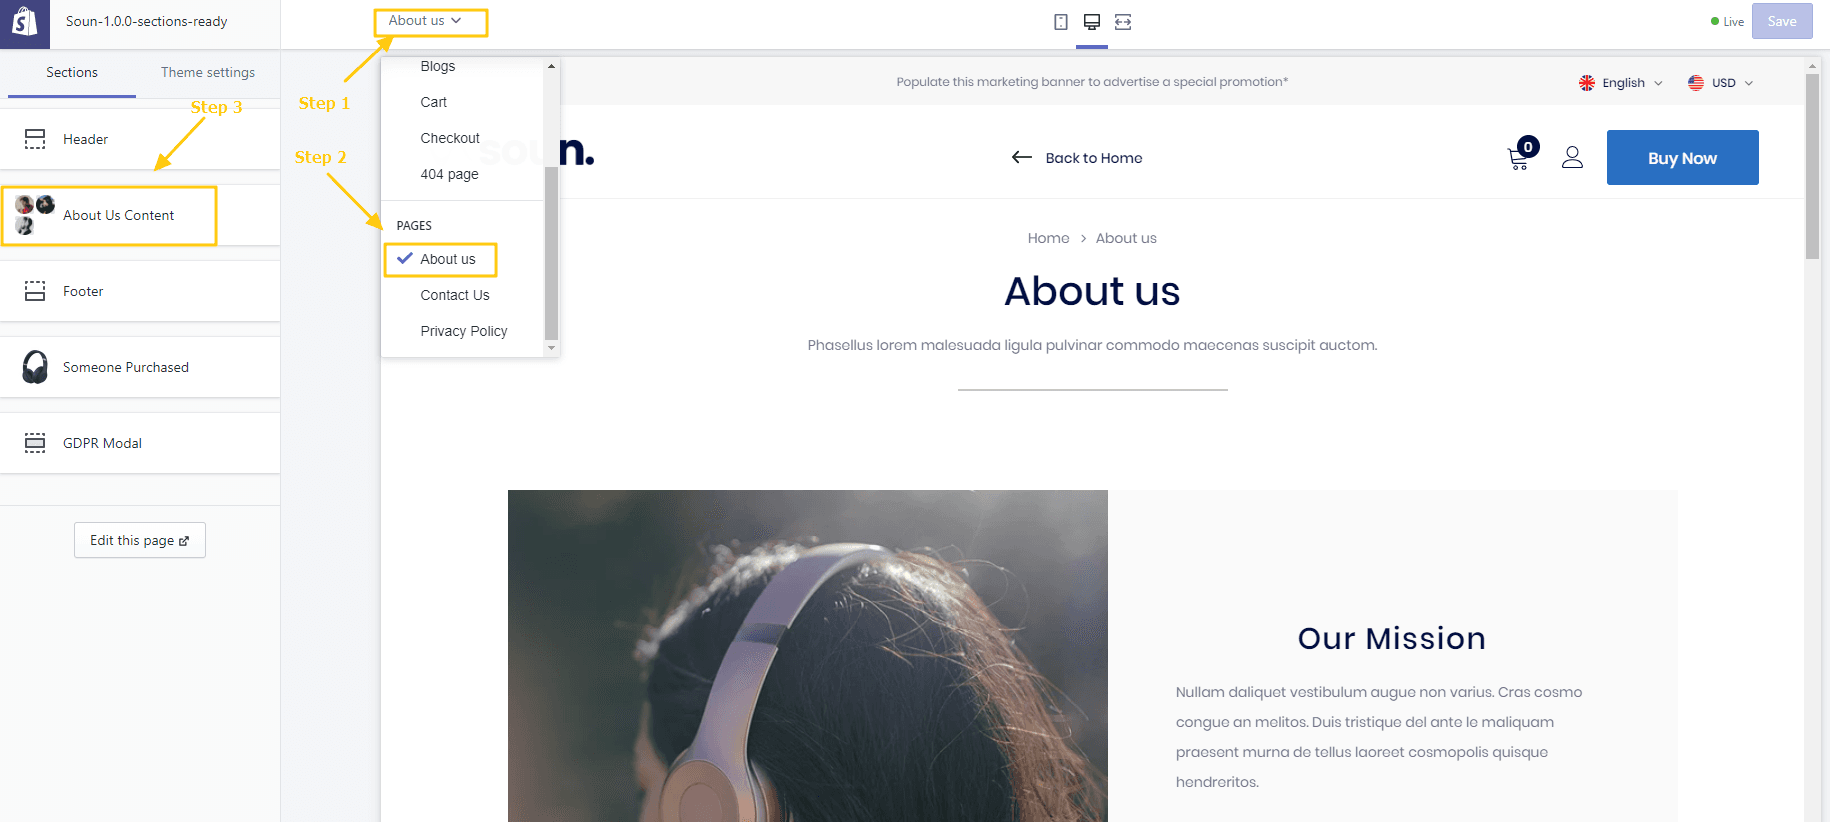 Soun-1.0.0-sections-ready
About us
Live
Save
Sections
Theme settings
Step 3
Header
About Us Content
Footer
Someone Purchased
GDPR Modal
Edit this page
Step 1
Step 2
Blogs
Cart
Checkout
404 page
PAGES
About us
Contact Us
Privacy Policy
Populate this marketing banner to advertise a special promotion*
English
USD
soun.
Back to Home
0
Buy Now
Home > About us
About us
Phasellus lorem malesuada ligula pulvinar commodo maecenas suscipit auctom.
Our Mission
Nullam daliquet vestibulum augue non varius. Cras cosmo
congue an melitos. Duis tristique del ante le maliquam
praesent murna de tellus laoreet cosmopolis quisque
hendreritos.